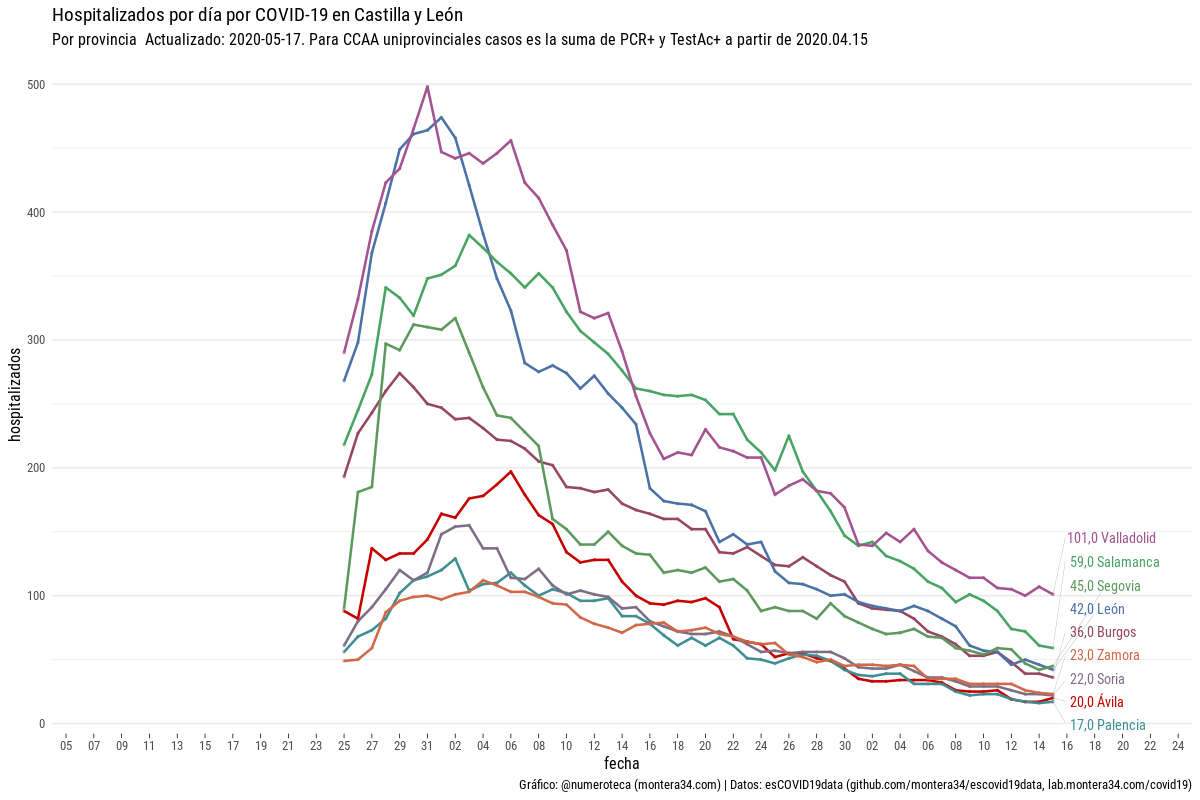 Hospitalizados por día por COVID-19 en Castilla y León
Por provincia  Actualizado: 2020-05-17. Para CCAA uniprovinciales casos es la suma de PCR+ y TestAc+ a partir de 2020.04.15
500
400
300
200
100
0
hospitalizados
101,0 Valladolid
59,0 Salamanca
45,0 Segovia
42,0 León
36,0 Burgos
23,0 Zamora
22,0 Soria
20,0 Ávila
17,0 Palencia
05 07 09 11 13 15 17 19 21 23 25 27 29 31 02 04 06 08 10 12 14 16 18 20 22 24 26 28 30 02 04 06 08 10 12 14 16 18 20 22 24
fecha
Gráfico: @numeroteca (montera34.com) | Datos: esCOVID19data (github.com/montera34/escovid19data, lab.montera34.com/covid19)